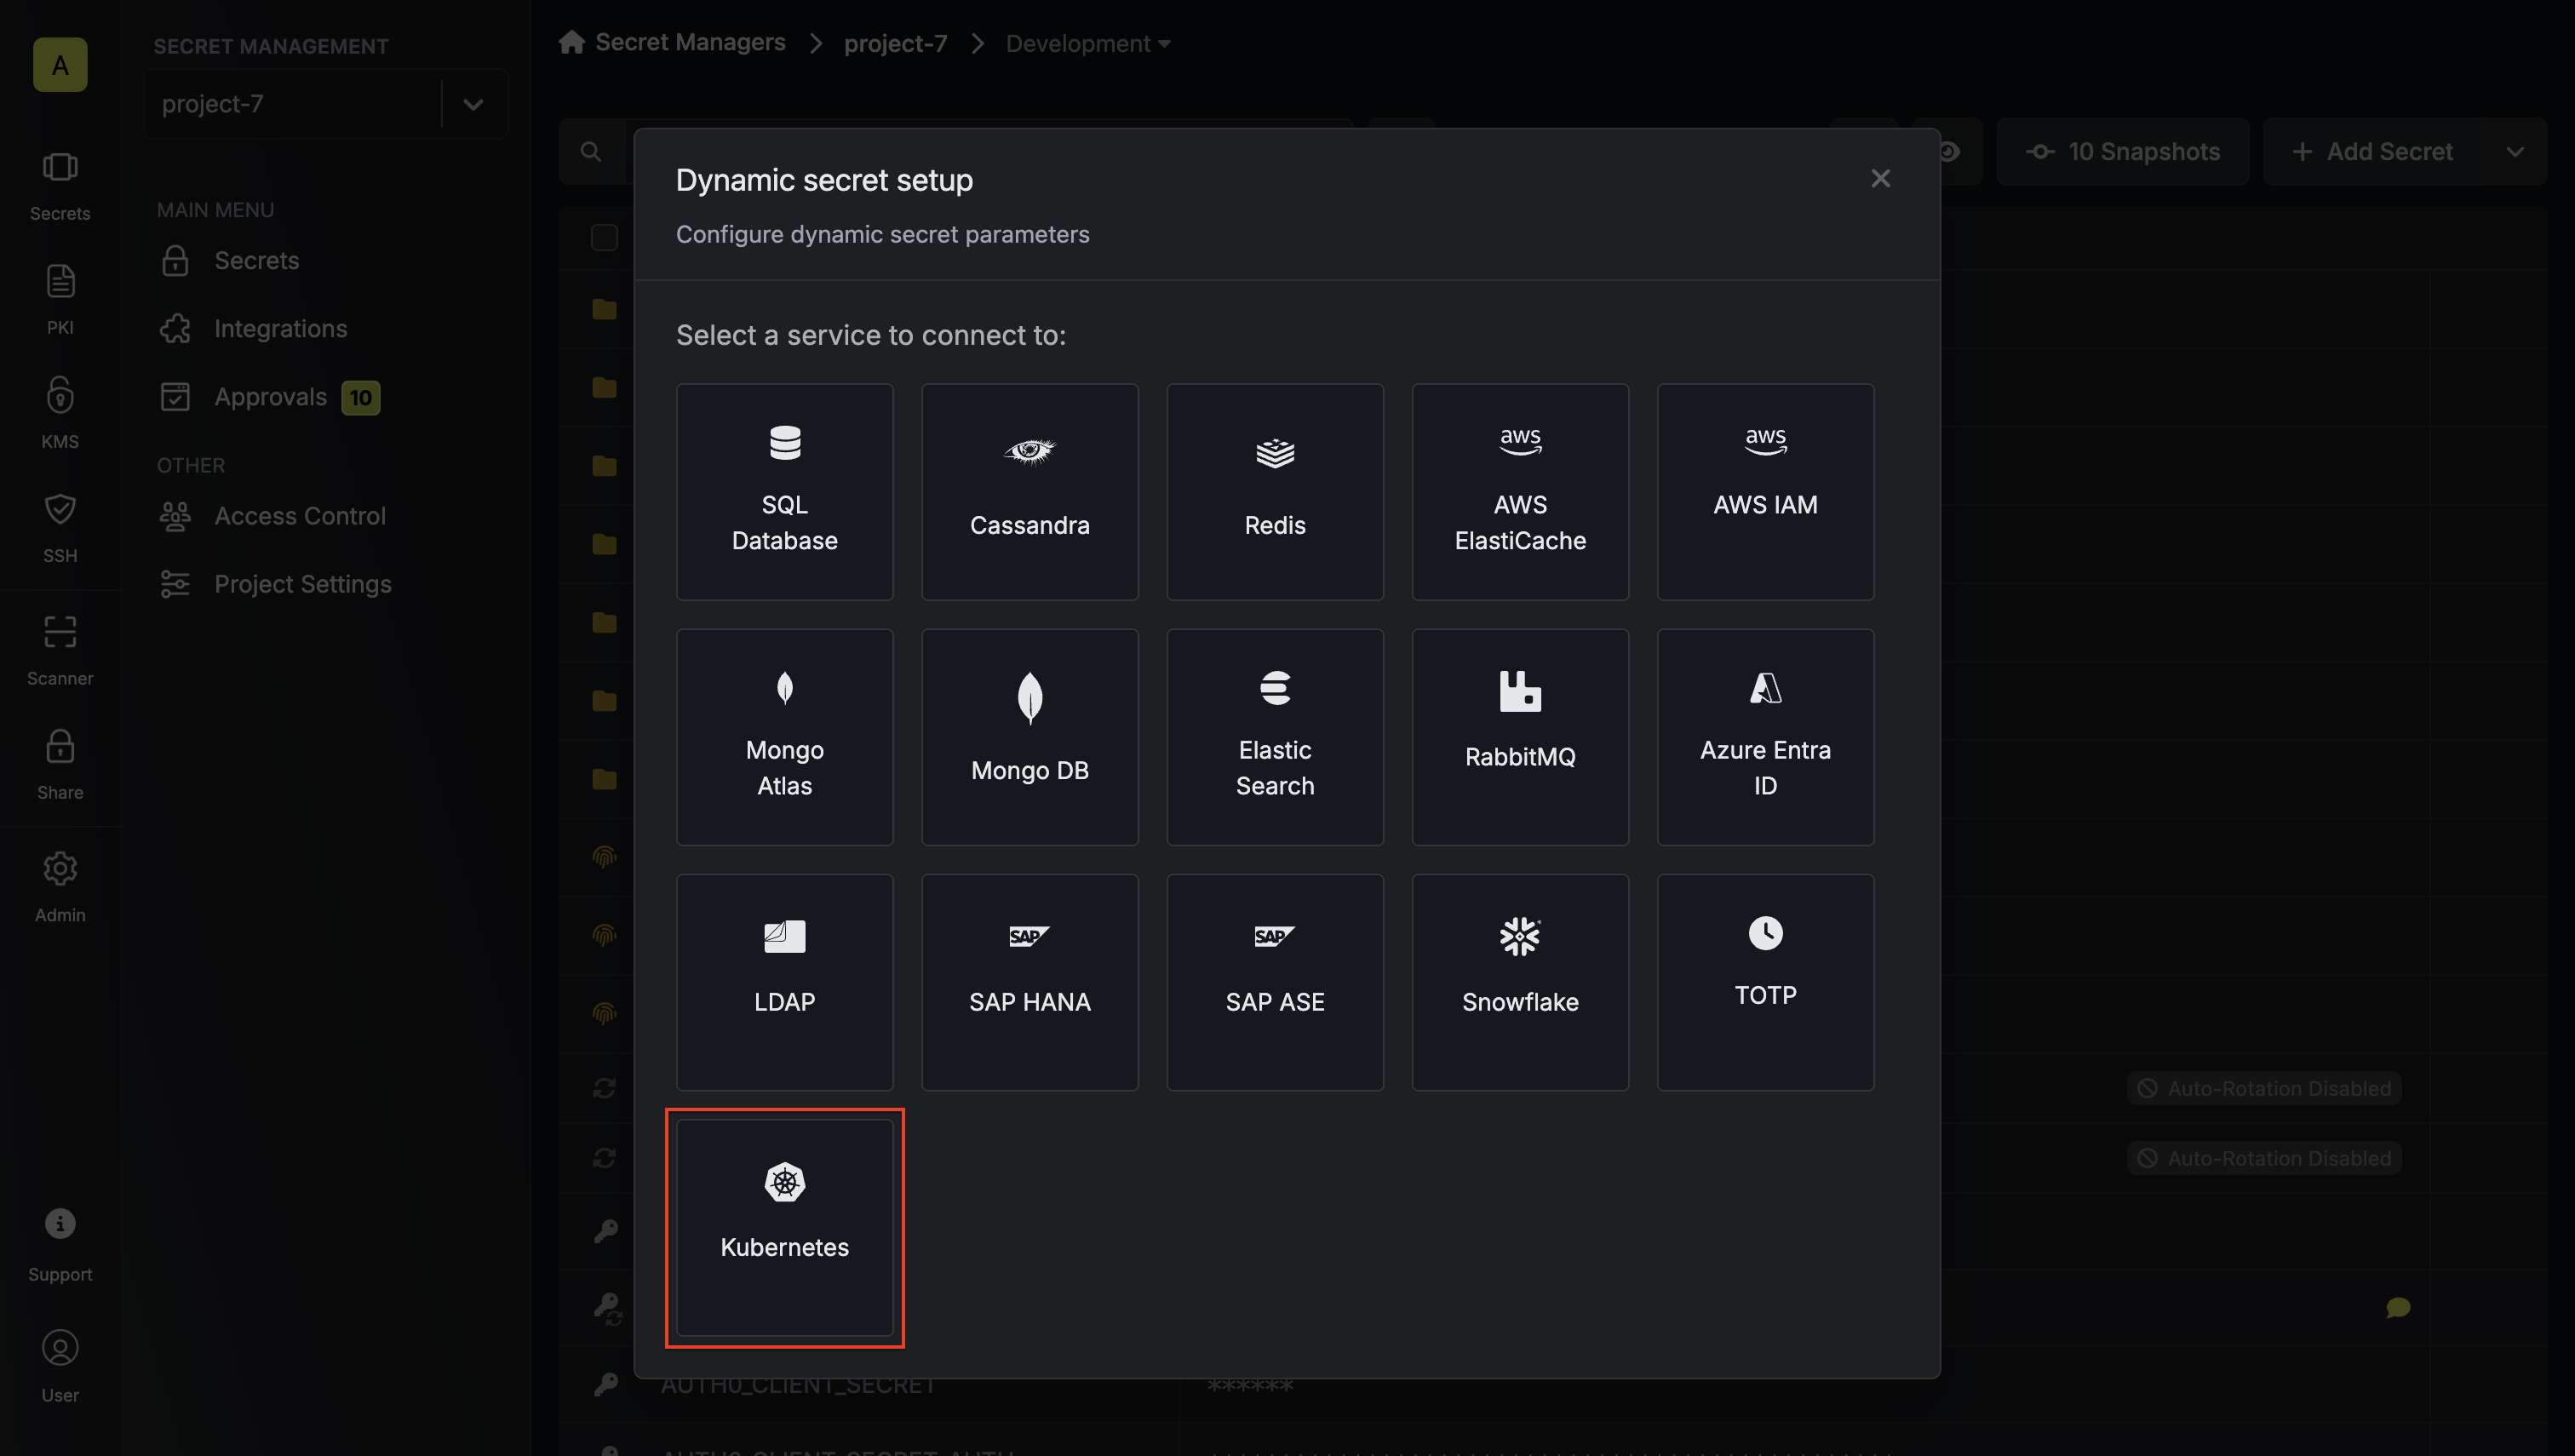 A
Secrets
PKI
KMS
SSH
Scanner
Share
Admin
Support
User
SECRET MANAGEMENT
project-7
MAIN MENU
Secrets
Integrations
Approvals 10
OTHER
Access Control
Project Settings
Secret Managers
project-7
Development
10 Snapshots
+ Add Secret
Dynamic secret setup
Configure dynamic secret parameters
Select a service to connect to:
SQL
Database
Cassandra
Redis
aws
AWS
ElastiCache
aws
AWS IAM
Mongo
Atlas
Mongo DB
Elastic
Search
RabbitMQ
Azure Entra
ID
LDAP
SAP
SAP HANA
SAP
SAP ASE
Snowflake
TOTP
Kubernetes
Auto-Rotation Disabled
Auto-Rotation Disabled
AUTH0_CLIENT_SECRET
******